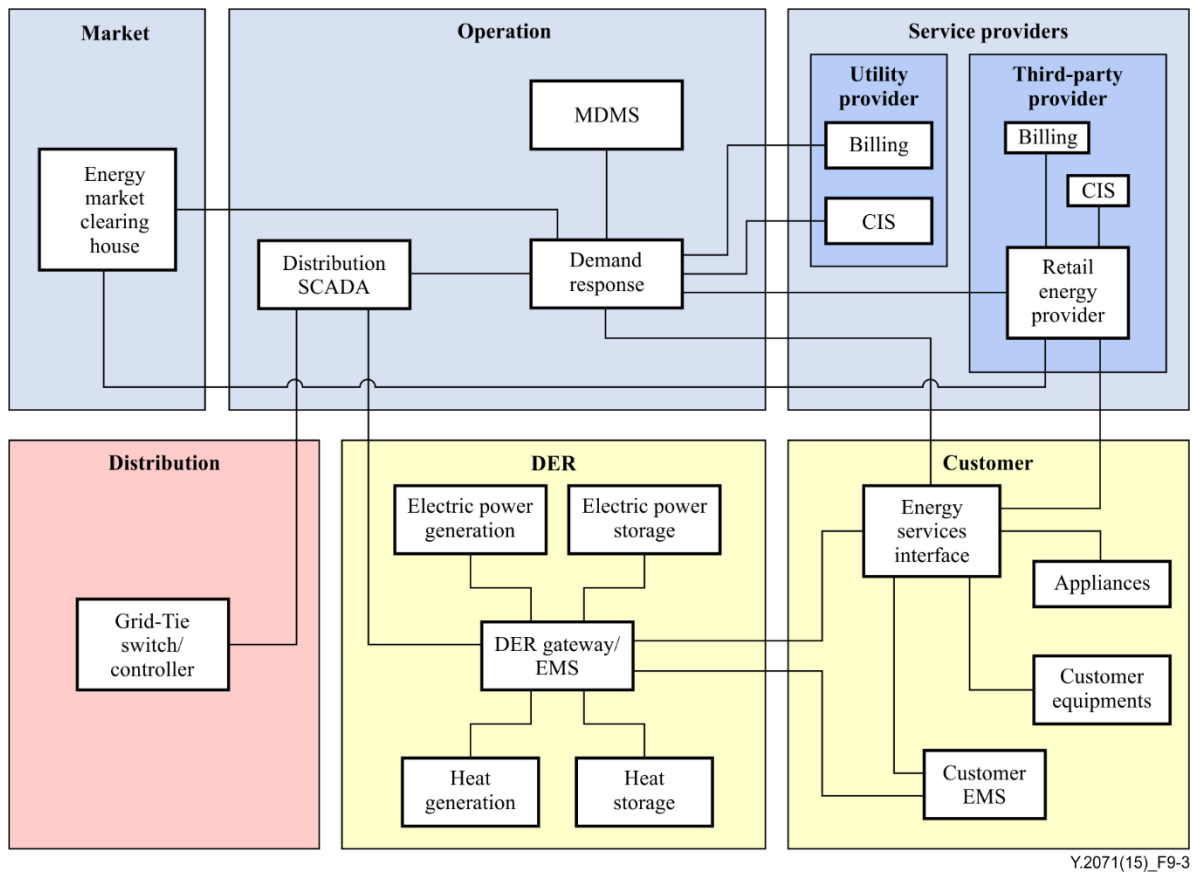 Market
Energy
market
clearing
house
Operation
MDMS
Distribution
SCADA
Demand
response
Service providers
Utility
provider
Billing
CIS
Third-party
provider
Billing
CIS
Retail
energy
provider
Distribution
Grid-Tie
switch/
controller
DER
Electric power
generation
Electric power
storage
DER gateway/
EMS
Heat
generation
Heat
storage
Customer
Energy
services
interface
Appliances
Customer
equipments
Customer
EMS
Y.2071(15)_F9-3